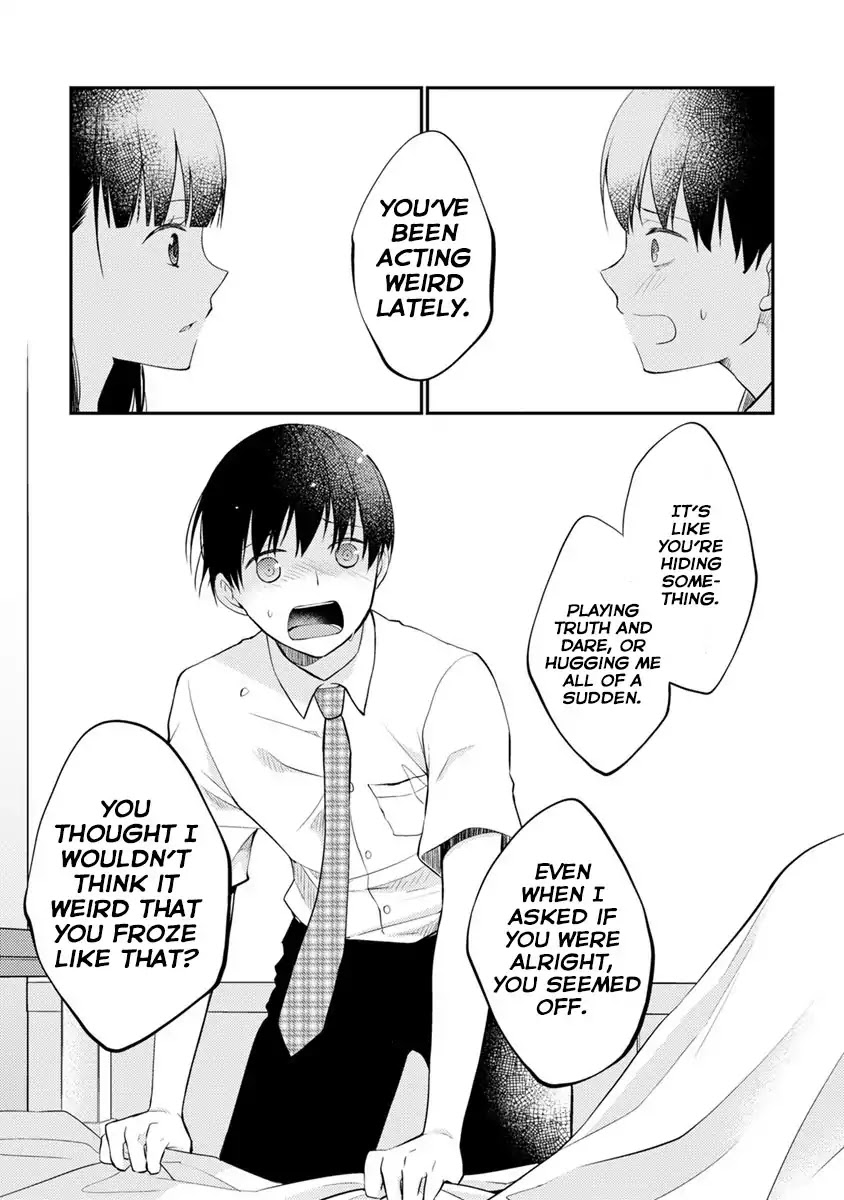 YOU'VE
BEEN
ACTING
WEIRD
LATELY.
IT'S
LIKE
YOU'RE
HIDING
SOME-
THING.
PLAYING
TRUTH AND
DARE, OR
HUGGING ME
ALL OF A
SUDDEN.
EVEN
WHEN I
ASKED IF
YOU WERE
ALRIGHT,
YOU SEEMED
OFF.
YOU
THOUGHT I
WOULDN'T
THINK IT
WEIRD THAT
YOU FROZE
LIKE THAT?